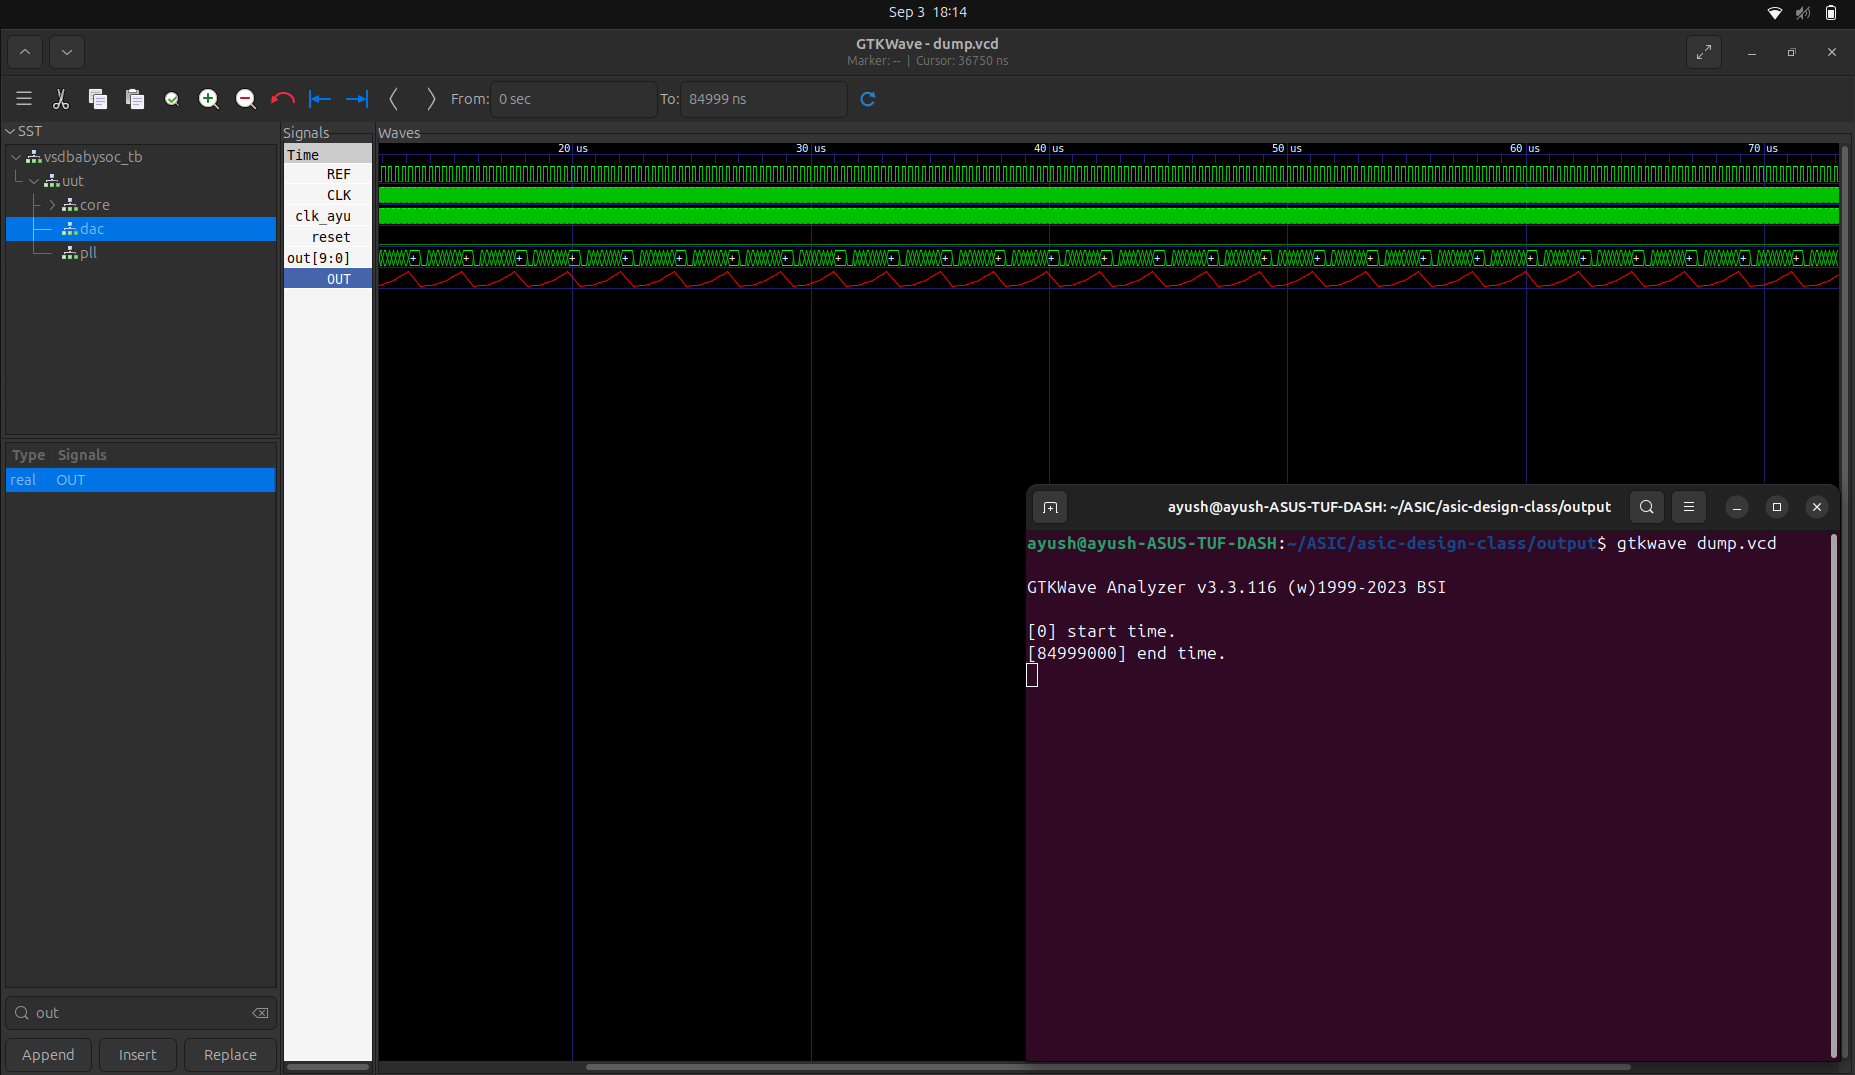 Sep 3 18:14
GTKWave - dump.vcd
Marker: -- | Cursor: 36750 ns
From: 0 sec To: 84999 ns
SST
vsdbabysoc_tb
uut
core
dac
pll
Type Signals
real OUT
out
Append Insert Replace
Signals
Time
REF
CLK
clk_ayu
reset
out[9:0]
OUT
Waves
20 us 30 us 40 us 50 us 60 us 70 us
+ + + + + + + + + + + + + + + + + + + + + + + + + + +
ayush@ayush-ASUS-TUF-DASH: ~/ASIC/asic-design-class/output
ayush@ayush-ASUS-TUF-DASH:~/ASIC/asic-design-class/output$ gtkwave dump.vcd
GTKWave Analyzer v3.3.116 (w)1999-2023 BSI
[0] start time.
[84999000] end time.